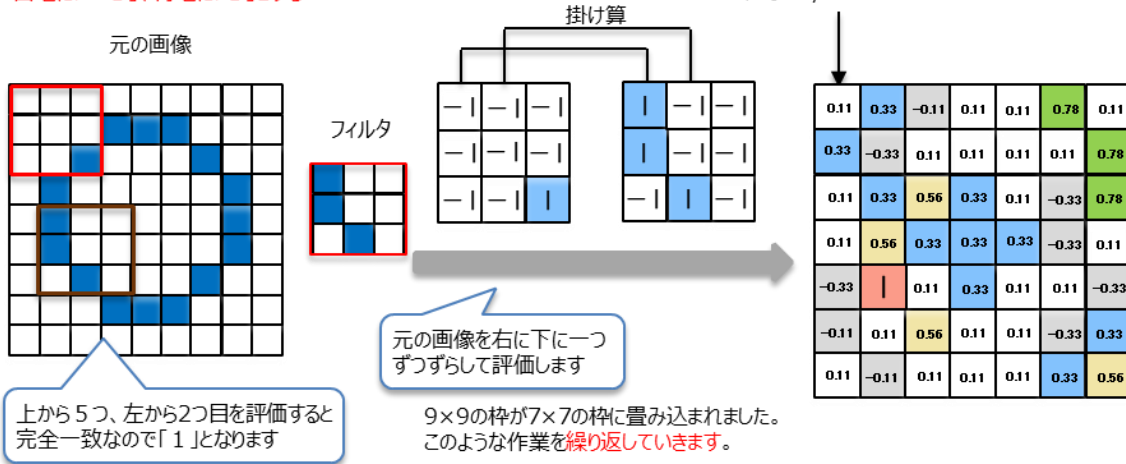 掛け算
元の画像
フィルタ
-1 -1 -1 1 -1 -1
-1 -1 -1 1 -1 -1
-1 -1 1 -1 1 -1
0.11 0.33 -0.11 0.11 0.11 0.78 0.11
0.33 -0.33 0.11 0.11 0.11 0.11 0.78
0.11 0.33 0.56 0.33 0.11 -0.33 0.78
0.11 0.56 0.33 0.33 0.33 -0.33 0.11
-0.33 1 0.11 0.33 0.11 0.11 -0.33
-0.11 0.11 0.56 0.11 0.11 -0.33 0.33
0.11 -0.11 0.11 0.11 0.11 0.33 0.56
元の画像を右に下に一つ
ずつずらして評価します
上から5つ、左から2つ目を評価すると
完全一致なので「1」となります
9×9の枠が7×7の枠に畳み込まれました。
このような作業を繰り返していきます。